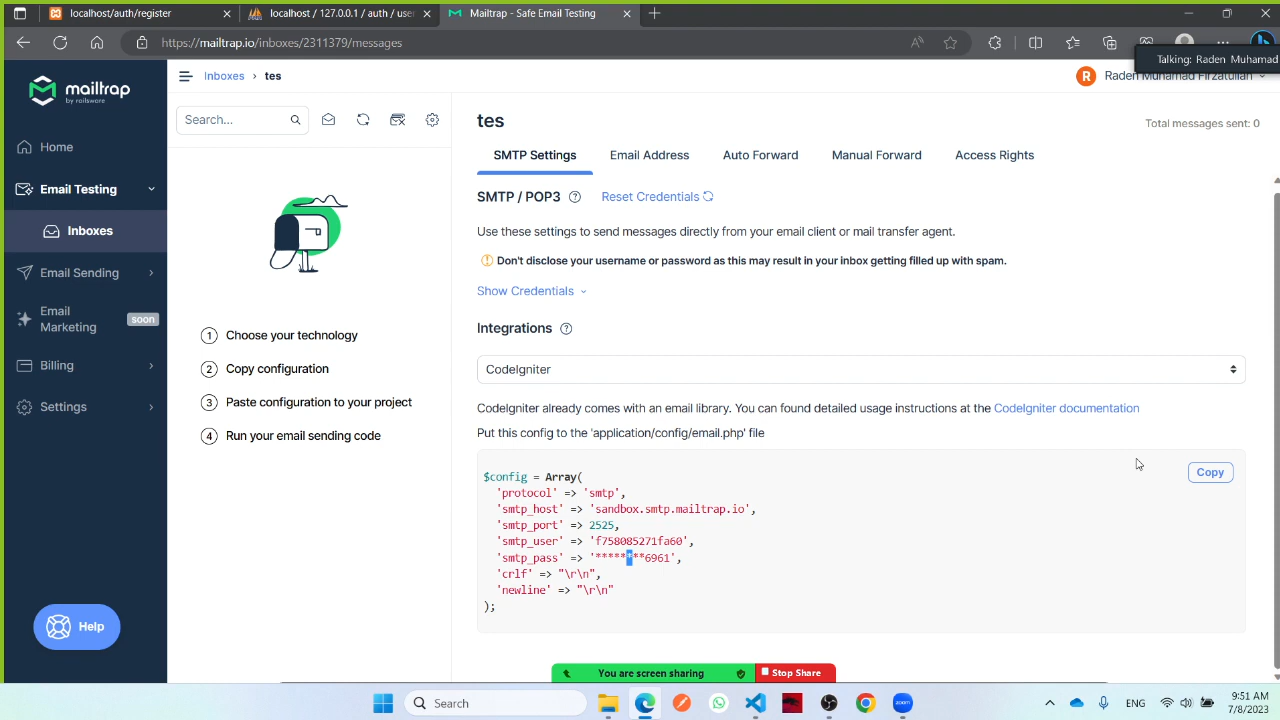 localhost/auth/register
localhost / 127.0.0.1 / auth / use
Mailtrap - Safe Email Testing
https://mailtrap.io/inboxes/2311379/messages
Talking: Raden Muhamad
mailtrap
by railsware
Inboxes > tes
R Raden Muhamad Firzatullah
Search...
tes
Total messages sent: 0
Home
Email Testing
Inboxes
Email Sending
Email Marketing
soon
Billing
Settings
Help
1 Choose your technology
2 Copy configuration
3 Paste configuration to your project
4 Run your email sending code
SMTP Settings Email Address Auto Forward Manual Forward Access Rights
SMTP / POP3 Reset Credentials
Use these settings to send messages directly from your email client or mail transfer agent.
Don't disclose your username or password as this may result in your inbox getting filled up with spam.
Show Credentials
Integrations
CodeIgniter
CodeIgniter already comes with an email library. You can found detailed usage instructions at the CodeIgniter documentation
Put this config to the 'application/config/email.php' file
Copy
$config = Array(
'protocol' => 'smtp',
'smtp_host' => 'sandbox.smtp.mailtrap.io',
'smtp_port' => 2525,
'smtp_user' => 'f758085271fa60',
'smtp_pass' => '********6961',
'crlf' => "\r\n",
'newline' => "\r\n"
);
You are screen sharing
Stop Share
Search
zoom
ENG
9:51 AM
7/8/2023